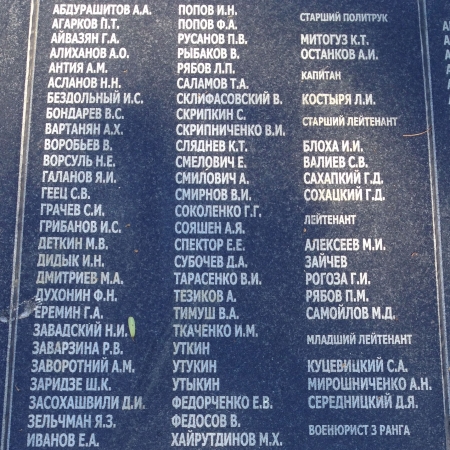 АБДУРАШИТОВ А.А.
АГАРКОВ П.Т.
АЙВАЗЯН Г.А.
АЛИХАНОВ А.О.
АНТИЯ А.М.
АСЛАНОВ Н.Н.
БЕЗДОЛЬНЫЙ И.С.
БОНДАРЕВ В.С.
ВАРТАНЯН А.Х.
ВОРОБЬЕВ В.
ВОРСУЛЬ Н.Е.
ГАЛАНОВ Я.И.
ГЕЕЦ С.В.
ГРАЧЕВ С.И.
ГРИБАНОВ И.С.
ДЕТКИН М.В.
ДИДЫК И.Н.
ДМИТРИЕВ М.А.
ДУХОНИН Ф.Н.
ЕРЕМИН Г.А.
ЗАВАДСКИЙ Н.И.
ЗАВАРЗИНА Р.В.
ЗАВОРОТНИЙ А.М.
ЗАРИДЗЕ Ш.К.
ЗАСОХАШВИЛИ Д.И.
ЗЕЛЬЧМАН Я.З.
ИВАНОВ Е.А.
ПОПОВ И.Н.
ПОПОВ Ф.А.
РУСАНОВ П.В.
РЫБАКОВ В.
РЯБОВ Л.П.
САЛАМОВ Т.А.
СКЛИФАСОВСКИЙ В.
СКРИПКИН С.
СКРИПНИЧЕНКО В.И.
СЛЯДНЕВ К.Т.
СМЕЛОВИЧ Е.
СМИЛОВИЧ А.
СМИРНОВ В.И.
СОКОЛЕНКО Г.Г.
СОЯШЕН А.Я.
СПЕКТОР Е.Е.
СУБОЧЕВ Д.А.
ТАРАСЕНКО В.И.
ТЕЗИКОВ А.
ТИМУШ В.А.
ТКАЧЕНКО И.М.
УТКИН
УТУКИН
УТЫКИН
ФЕДОРЧЕНКО Е.В.
ФЕДОСОВ В.
ХАЙРУТДИНОВ М.Х.
СТАРШИЙ ПОЛИТРУК
МИТОГУЗ К.Т.
ОСТАНКОВ А.И.
КАПИТАН
КОСТЫРЯ Л.И.
СТАРШИЙ ЛЕЙТЕНАНТ
БЛОХА И.И.
ВАЛИЕВ С.В.
САХАПКИЙ Г.Д.
СОХАЦКИЙ Г.Д.
ЛЕЙТЕНАНТ
АЛЕКСЕЕВ М.И.
ЗАЙЧЕВ
РОГОЗА Г.И.
РЯБОВ П.М.
САМОЙЛОВ М.Д.
МЛАДШИЙ ЛЕЙТЕНАНТ
КУЦЕВИЦКИЙ С.А.
МИРОШНИЧЕНКО А.Н.
СЕРЕДНИЦКИЙ Д.Я.
ВОЕНЮРИСТ 3 РАНГА